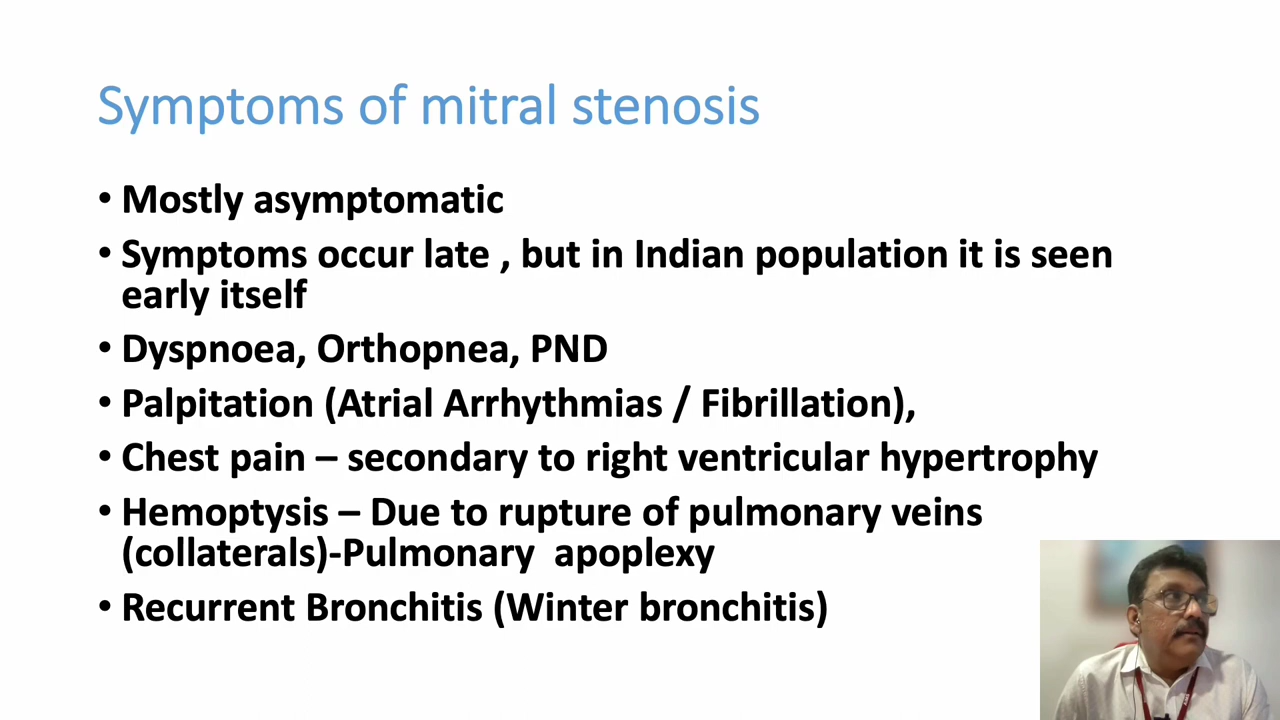 Symptoms of mitral stenosis
• Mostly asymptomatic
• Symptoms occur late , but in Indian population it is seen
early itself
• Dyspnoea, Orthopnea, PND
• Palpitation (Atrial Arrhythmias / Fibrillation),
• Chest pain – secondary to right ventricular hypertrophy
• Hemoptysis – Due to rupture of pulmonary veins
(collaterals)-Pulmonary  apoplexy
• Recurrent Bronchitis (Winter bronchitis)